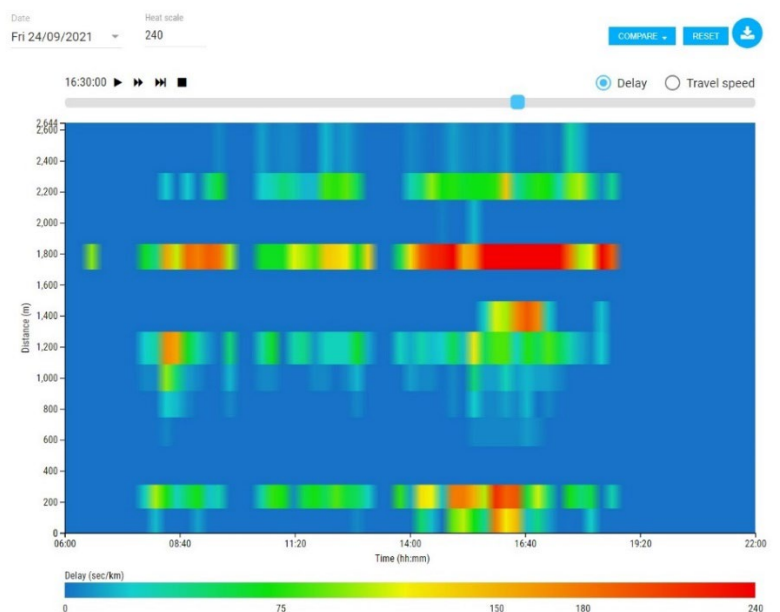 Date
Heat scale
Fri 24/09/2021
240
COMPARE
RESET
16:30:00
Delay
Travel speed
2,644
2,600
2,400
2,200
2,000
1,800
1,600
1,400
1,200
1,000
800
600
400
200
0
Distance (m)
06:00
08:40
11:20
14:00
16:40
19:20
22:00
Time (hh:mm)
Delay (sec/km)
0
75
150
180
240